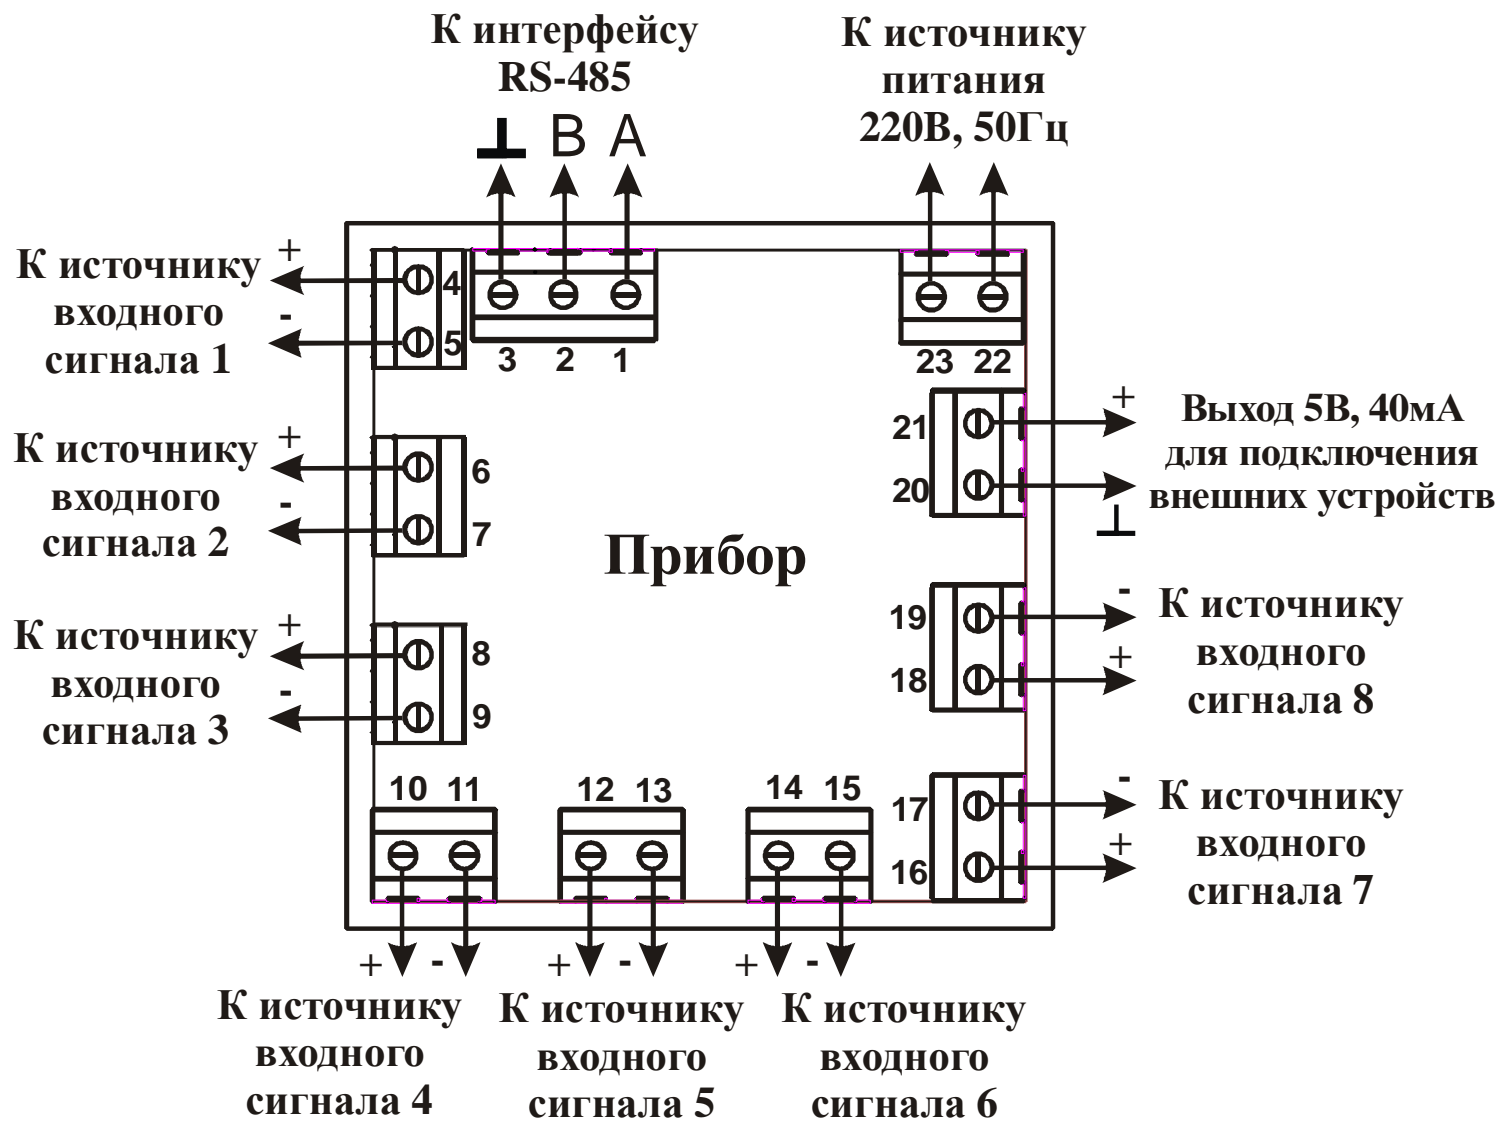 К интерфейсу
RS-485
⊥ B A
К источнику
питания
220В, 50Гц
К источнику
входного
сигнала 1
+
-
4
5
3 2 1
23 22
К источнику
входного
сигнала 2
+
-
6
7
21
20
+
⊥
Выход 5В, 40мА
для подключения
внешних устройств
Прибор
К источнику
входного
сигнала 3
+
-
8
9
19
18
-
+
К источнику
входного
сигнала 8
10 11
12 13
14 15
17
16
-
+
К источнику
входного
сигнала 7
+ -
К источнику
входного
сигнала 4
+ -
К источнику
входного
сигнала 5
+ -
К источнику
входного
сигнала 6